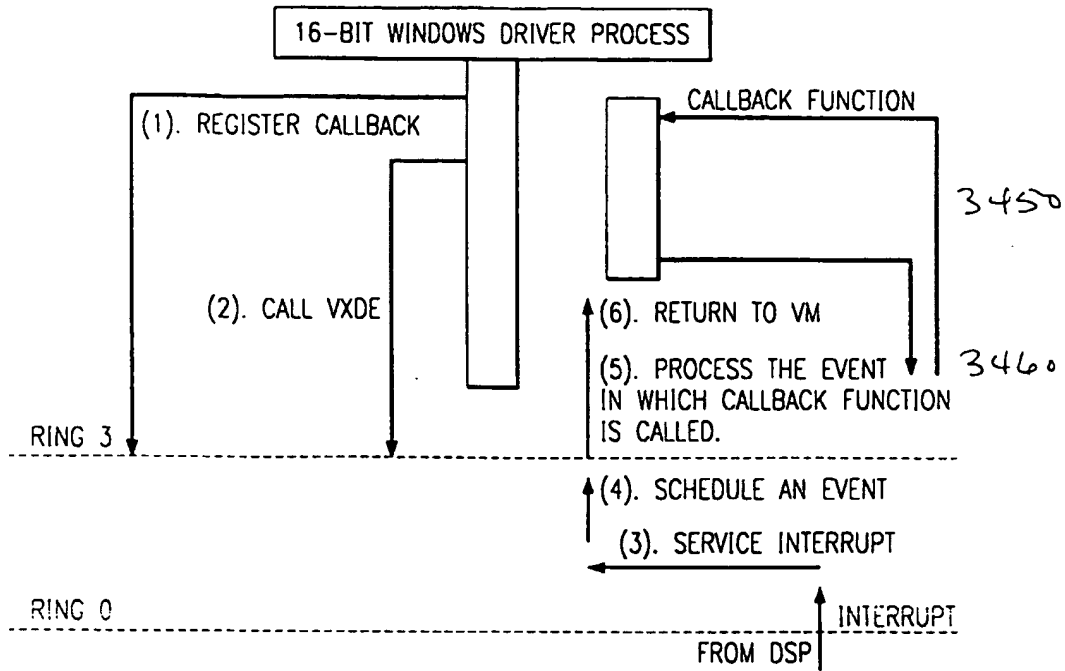 16-BIT WINDOWS DRIVER PROCESS
CALLBACK FUNCTION
(1). REGISTER CALLBACK
3450
(2). CALL VXDE
(6). RETURN TO VM
(5). PROCESS THE EVENT
3460
IN WHICH CALLBACK FUNCTION
IS CALLED.
RING 3
(4). SCHEDULE AN EVENT
(3). SERVICE INTERRUPT
RING 0
INTERRUPT
FROM DSP